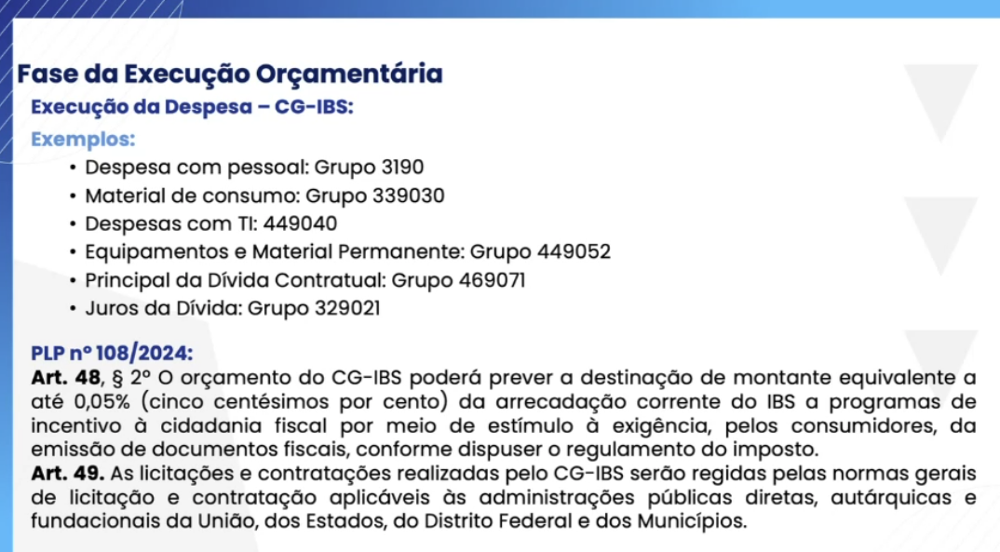 Fase da Execução Orçamentária
Execução da Despesa – CG-IBS:
Exemplos:
• Despesa com pessoal: Grupo 3190
• Material de consumo: Grupo 339030
• Despesas com TI: 449040
• Equipamentos e Material Permanente: Grupo 449052
• Principal da Dívida Contratual: Grupo 469071
• Juros da Dívida: Grupo 329021
PLP nº 108/2024:
Art. 48, § 2º O orçamento do CG-IBS poderá prever a destinação de montante equivalente a
até 0,05% (cinco centésimos por cento) da arrecadação corrente do IBS a programas de
incentivo à cidadania fiscal por meio de estímulo à exigência, pelos consumidores, da
emissão de documentos fiscais, conforme dispuser o regulamento do imposto.
Art. 49. As licitações e contratações realizadas pelo CG-IBS serão regidas pelas normas gerais
de licitação e contratação aplicáveis às administrações públicas diretas, autárquicas e
fundacionais da União, dos Estados, do Distrito Federal e dos Municípios.